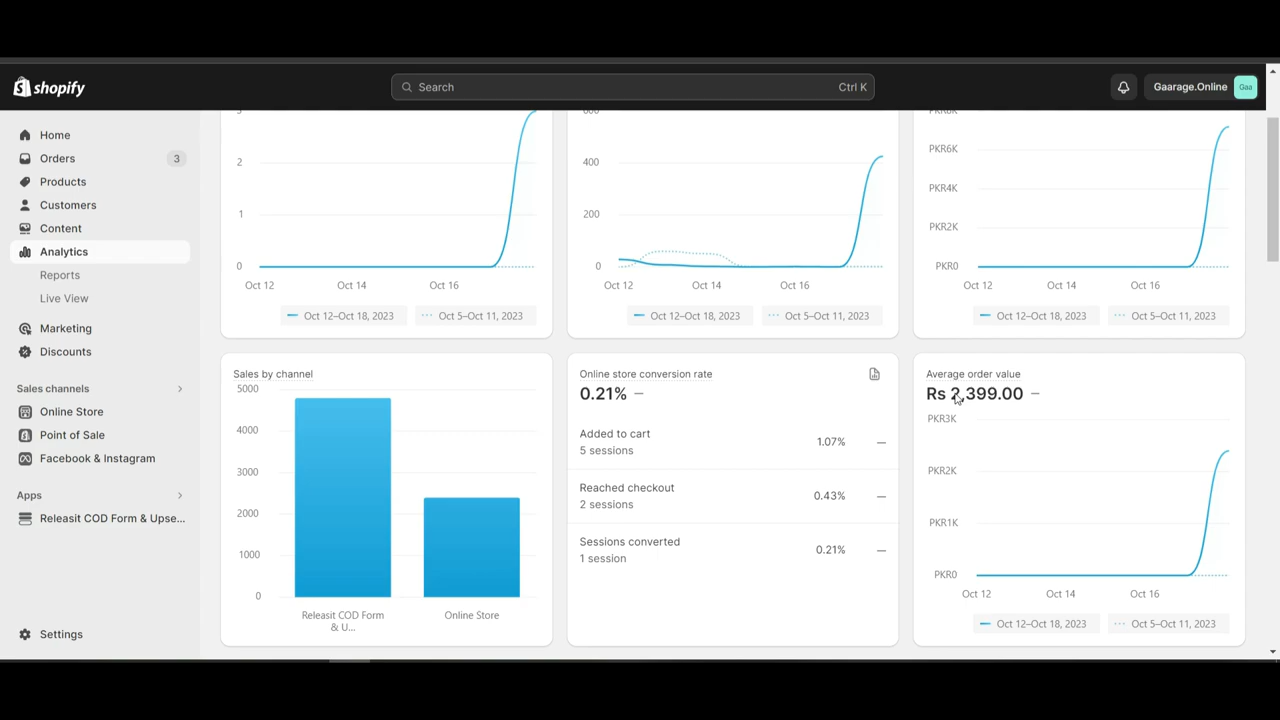 shopify
Search
Ctrl K
Gaarage.Online
Gaa
Home
Orders
3
Products
Customers
Content
Analytics
Reports
Live View
Marketing
Discounts
Sales channels
Online Store
Point of Sale
Facebook & Instagram
Apps
Releasit COD Form & Upse...
Settings
3
2
1
0
Oct 12
Oct 14
Oct 16
Oct 12–Oct 18, 2023
Oct 5–Oct 11, 2023
600
400
200
0
Oct 12
Oct 14
Oct 16
Oct 12–Oct 18, 2023
Oct 5–Oct 11, 2023
PKR8K
PKR6K
PKR4K
PKR2K
PKR0
Oct 12
Oct 14
Oct 16
Oct 12–Oct 18, 2023
Oct 5–Oct 11, 2023
Sales by channel
5000
4000
3000
2000
1000
0
Releasit COD Form
& U...
Online Store
Online store conversion rate
0.21% –
Added to cart
5 sessions
1.07%
–
Reached checkout
2 sessions
0.43%
–
Sessions converted
1 session
0.21%
–
Average order value
Rs 2,399.00 –
PKR3K
PKR2K
PKR1K
PKR0
Oct 12
Oct 14
Oct 16
Oct 12–Oct 18, 2023
Oct 5–Oct 11, 2023